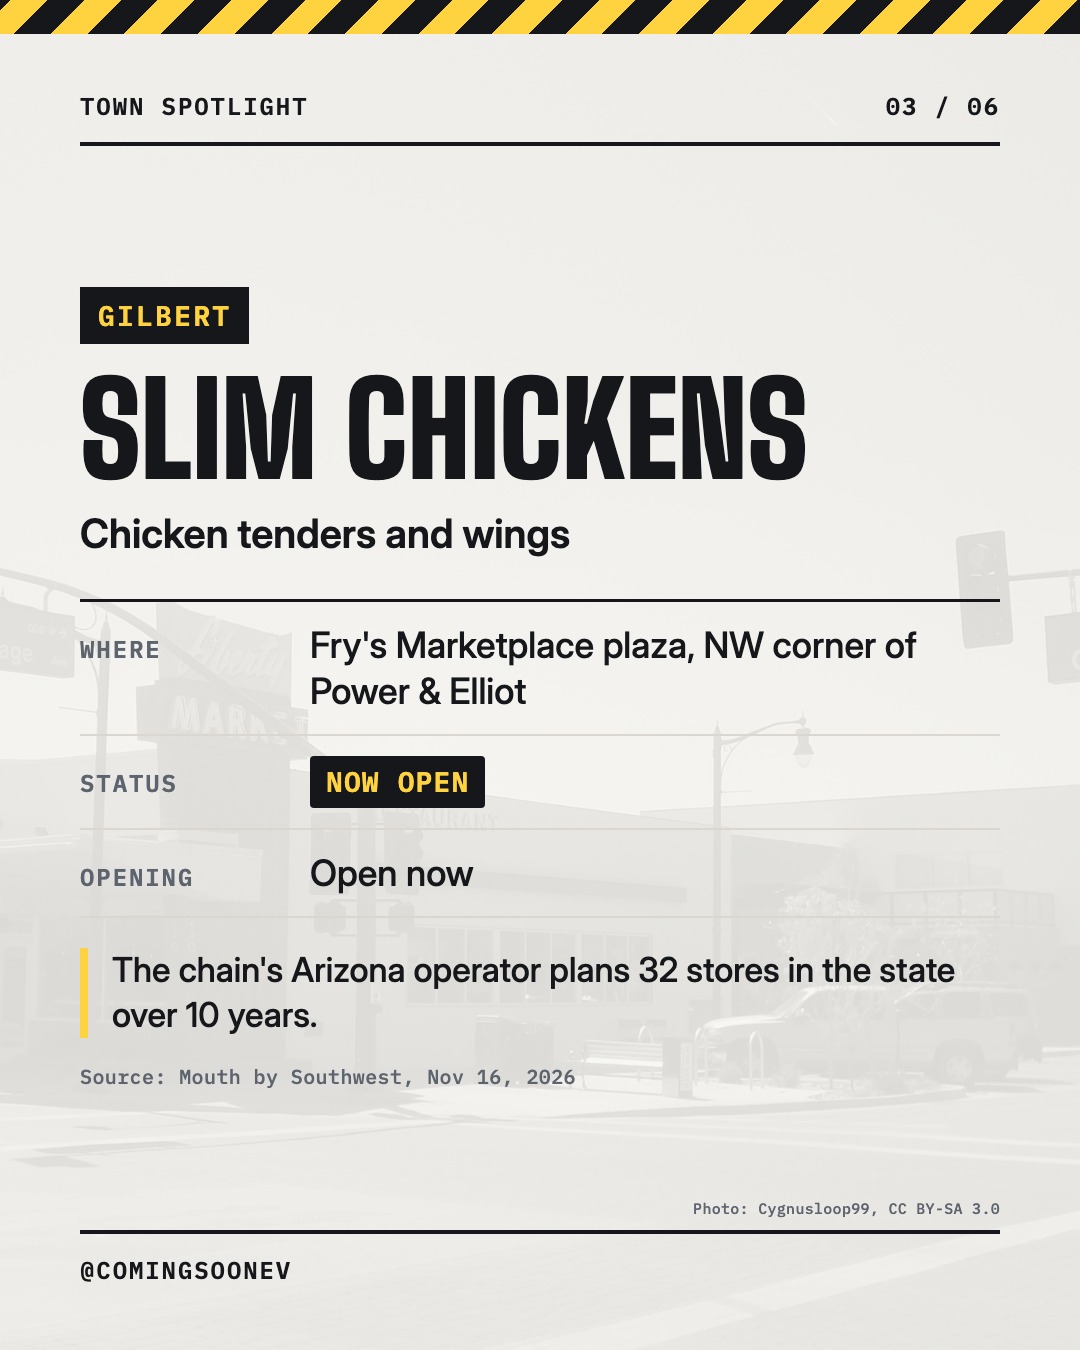 TOWN SPOTLIGHT
03 / 06
GILBERT
SLIM CHICKENS
Chicken tenders and wings
WHERE
Fry's Marketplace plaza, NW corner of
Power & Elliot
STATUS
NOW OPEN
OPENING
Open now
The chain's Arizona operator plans 32 stores in the state
over 10 years.
Source: Mouth by Southwest, Nov 16, 2026
Photo: Cygnusloop99, CC BY-SA 3.0
@COMINGSOONEV
Liberty
MARKET